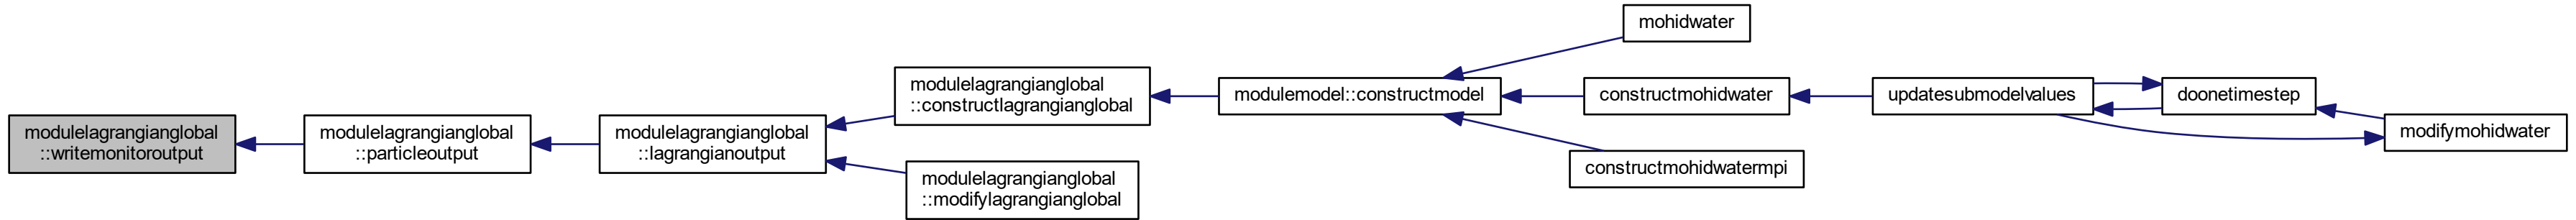 modulelagrangianglobal
::writemonitoroutput
modulelagrangianglobal
::particleoutput
modulelagrangianglobal
::lagrangianoutput
modulelagrangianglobal
::constructlagrangianglobal
modulelagrangianglobal
::modifylagrangianglobal
modulemodel::constructmodel
mohidwater
constructmohidwater
constructmohidwatermpi
updatesubmodelvalues
doonetimestep
modifymohidwater